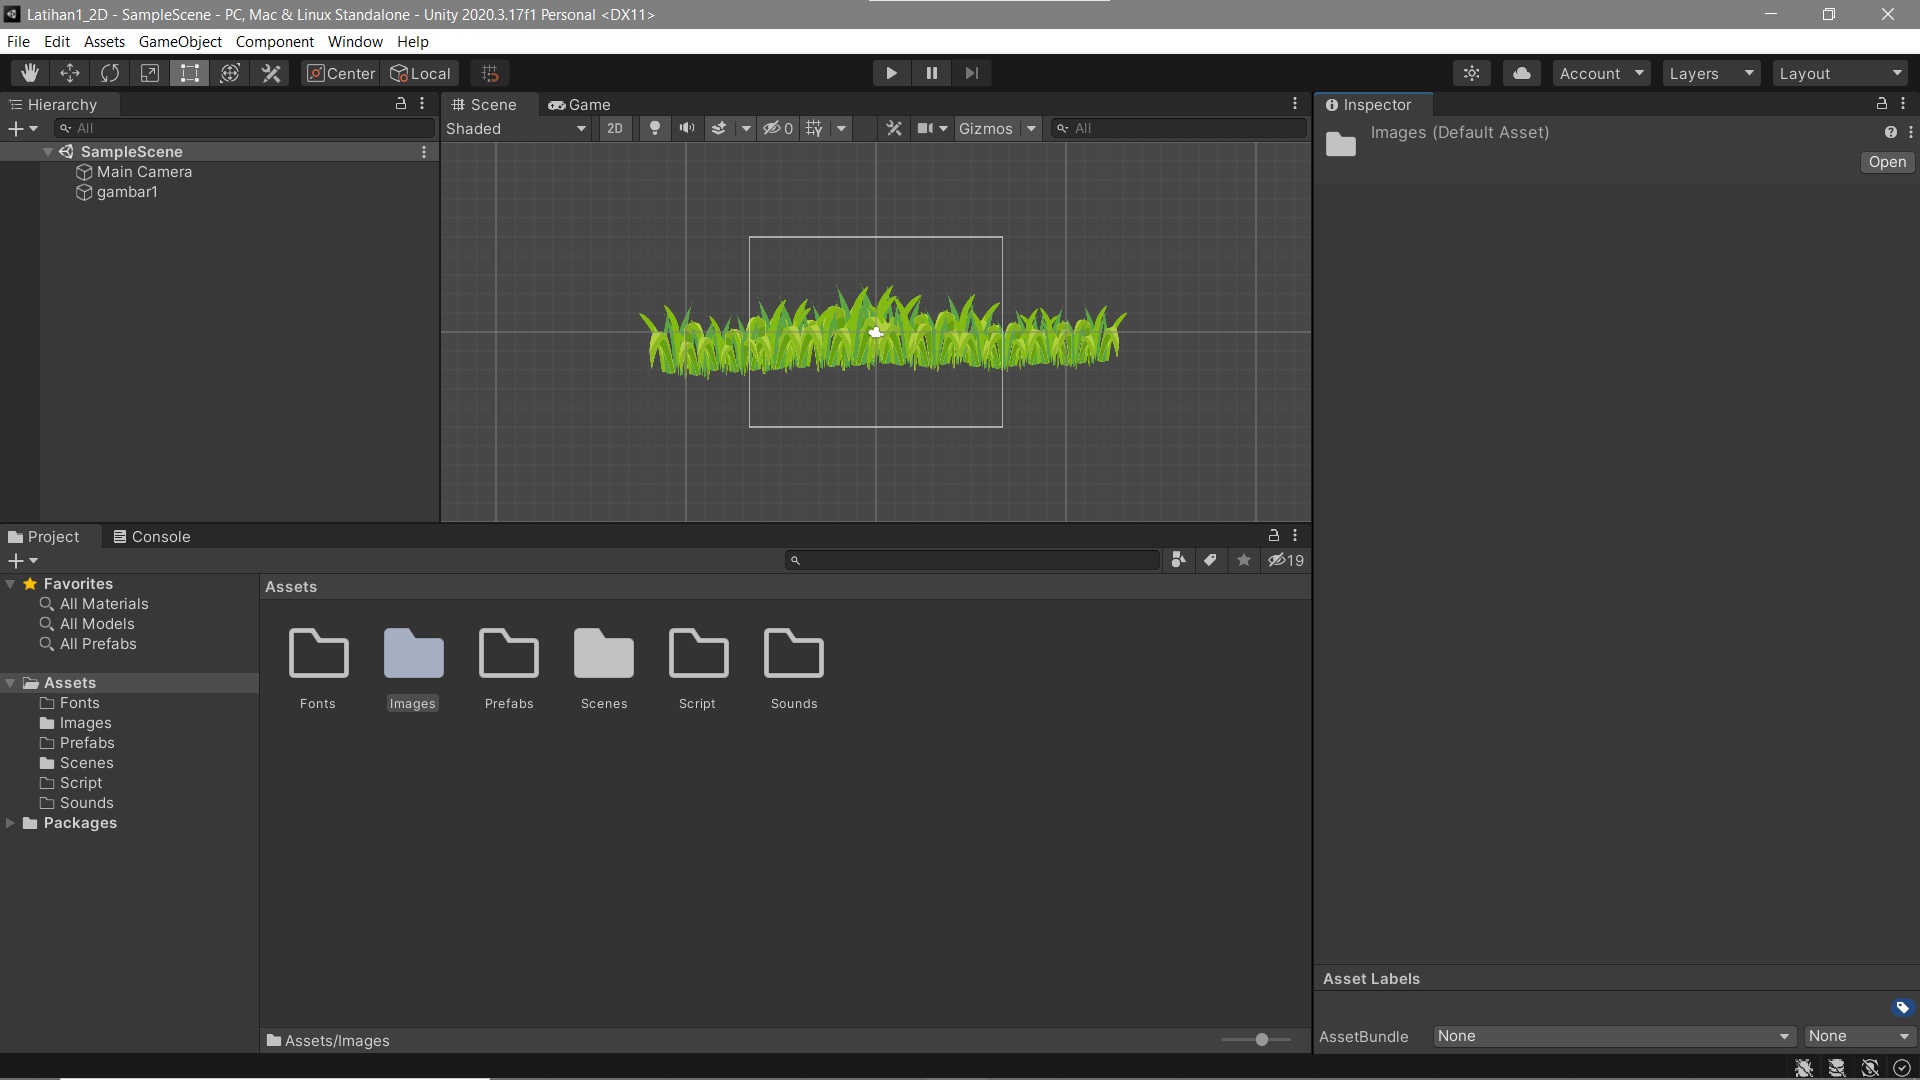 Latihan1_2D - SampleScene - PC, Mac & Linux Standalone - Unity 2020.3.17f1 Personal <DX11>
File Edit Assets GameObject Component Window Help
Center Local Account Layers Layout
Hierarchy
All
SampleScene
Main Camera
gambar1
Scene Game
Shaded 2D 0 Gizmos All
Inspector
Images (Default Asset)
Open
Project Console
19
Favorites
All Materials
All Models
All Prefabs
Assets
Fonts
Images
Prefabs
Scenes
Script
Sounds
Packages
Assets
Fonts Images Prefabs Scenes Script Sounds
Assets/Images
Asset Labels
AssetBundle None None